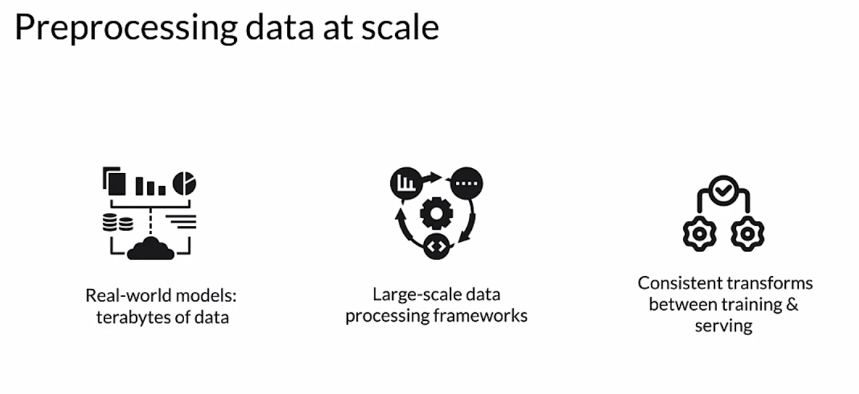 Preprocessing data at scale
Real-world models:
terabytes of data
Large-scale data
processing frameworks
Consistent transforms
between training &
serving